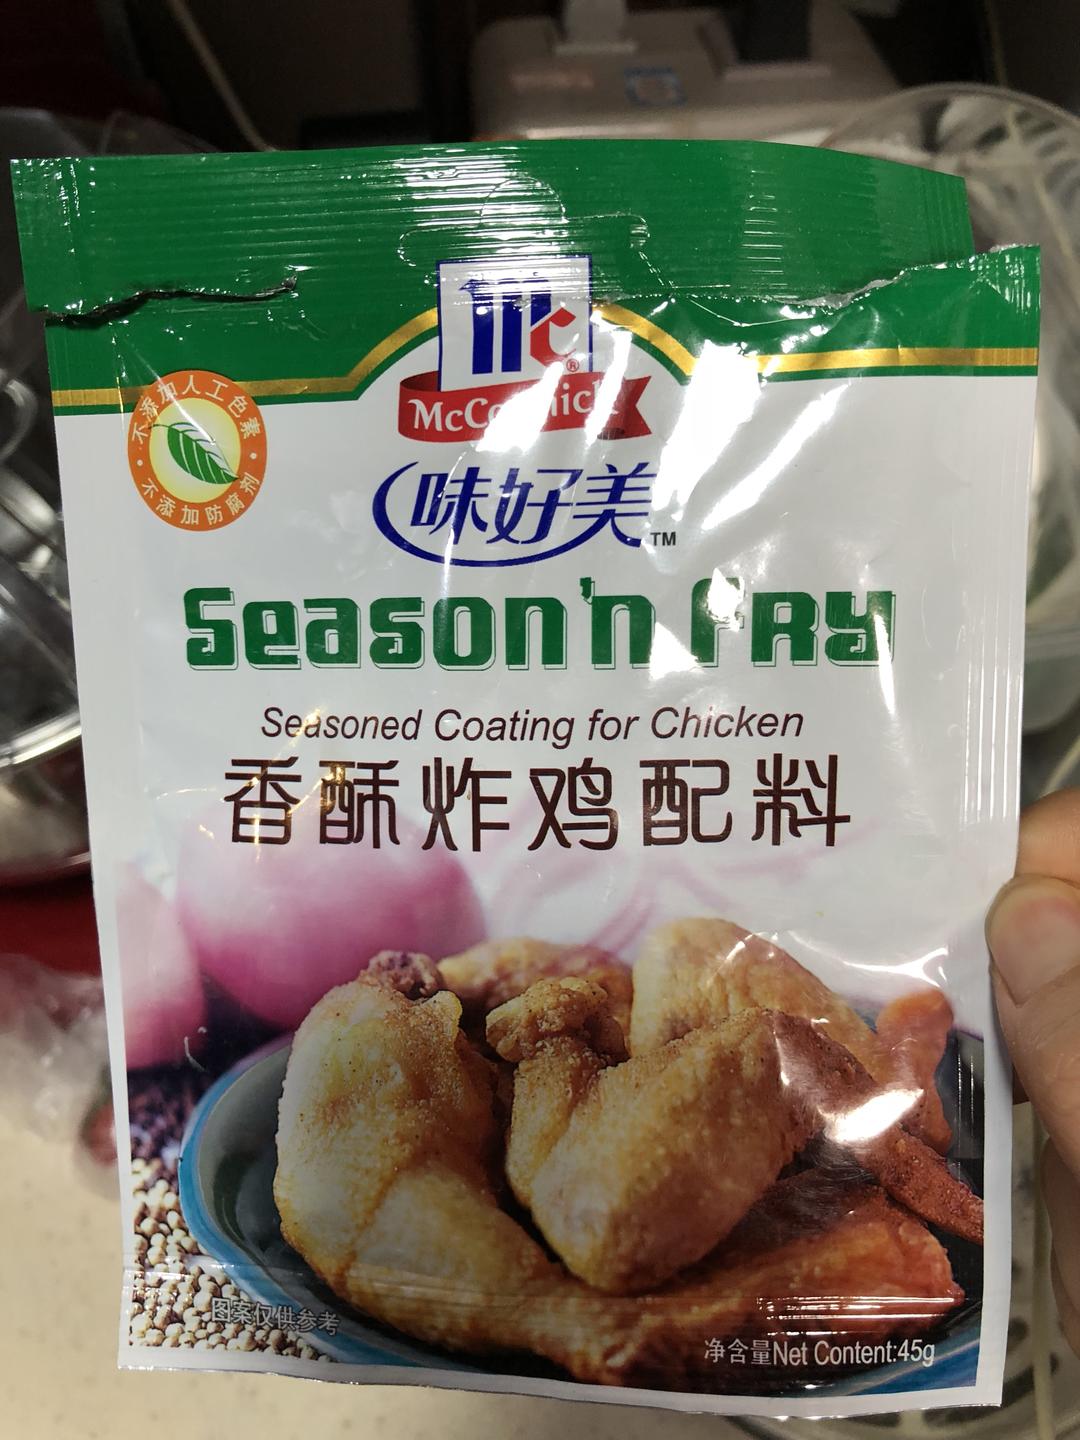 mc®
McCormick
不添加人工色素
不添加防腐剂
味好美™
Season'n FRY
Seasoned Coating for Chicken
香酥炸鸡配料
图案仅供参考
净含量Net Content:45g